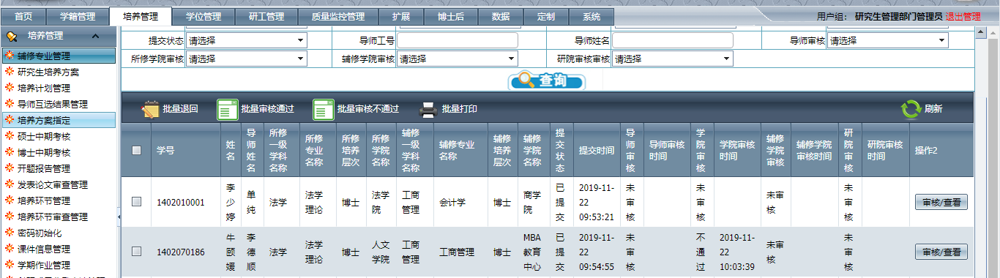 首页 学籍管理 培养管理 学位管理 研工管理 质量监控管理 扩展 博士后 数据 定制 系统 用户组： 研究生管理部门管理员 退出管理
培养管理
辅修专业管理
研究生培养方案
培养计划管理
导师互选结果管理
培养方案指定
硕士中期考核
博士中期考核
开题报告管理
发表论文审查管理
培养环节管理
培养环节审查管理
密码初始化
课件信息管理
学期作业管理
提交状态 请选择 导师工号 导师姓名 导师审核 请选择
所修学院审核 请选择 辅修学院审核 请选择 研院审核审核 请选择
查询
批量退回 批量审核通过 批量审核不通过 批量打印 刷新
学号 姓名 导师姓名 所修一级学科名称 所修专业名称 所修培养层次 所修学院名称 辅修一级学科名称 辅修专业名称 辅修培养层次 辅修学院名称 提交状态 提交时间 导师审核 导师审核时间 学院审核 学院审核时间 辅修学院审核 辅修学院审核时间 研院审核 研院审核时间 操作2
1402010001 李少婷 单纯 法学 法学理论 博士 法学院 工商管理 会计学 博士 商学院 已提交 2019-11-22 09:53:21 未审核 未审核 未审核 未审核 审核/查看
1402070186 牛颐媛 李德顺 法学 法学理论 博士 人文学院 工商管理 工商管理 博士 MBA教育中心 已提交 2019-11-22 09:54:55 未审核 不通过 2019-11-22 10:03:39 未审核 未审核 审核/查看